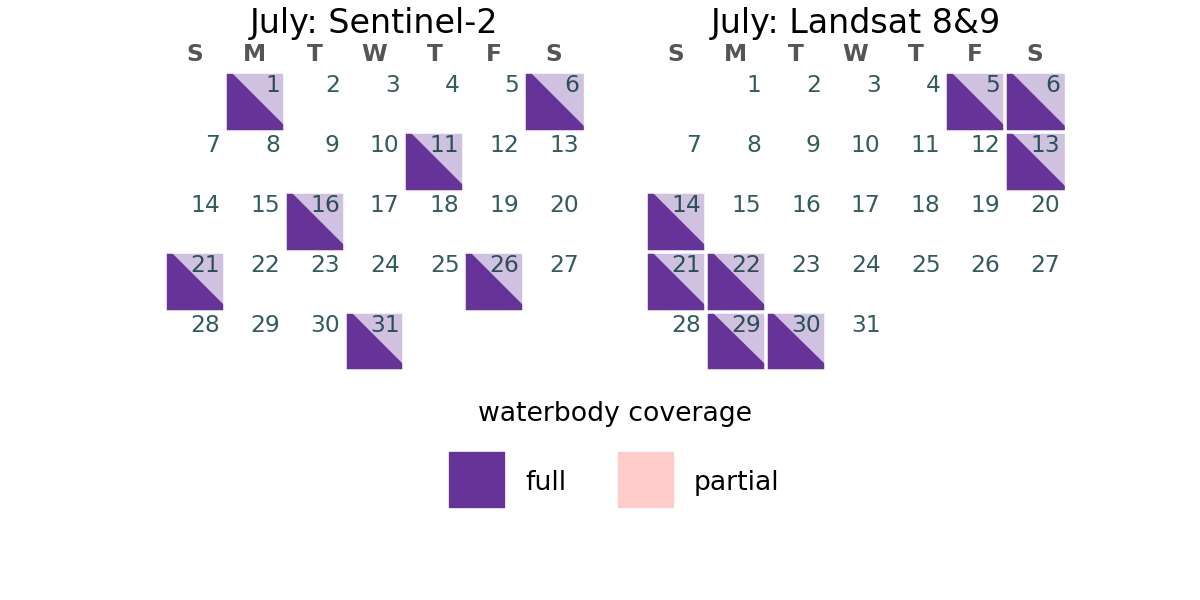 July: Sentinel-2
S M T W T F S
1 2 3 4 5 6
7 8 9 10 11 12 13
14 15 16 17 18 19 20
21 22 23 24 25 26 27
28 29 30 31
July: Landsat 8&9
S M T W T F S
1 2 3 4 5 6
7 8 9 10 11 12 13
14 15 16 17 18 19 20
21 22 23 24 25 26 27
28 29 30 31
waterbody coverage
full partial